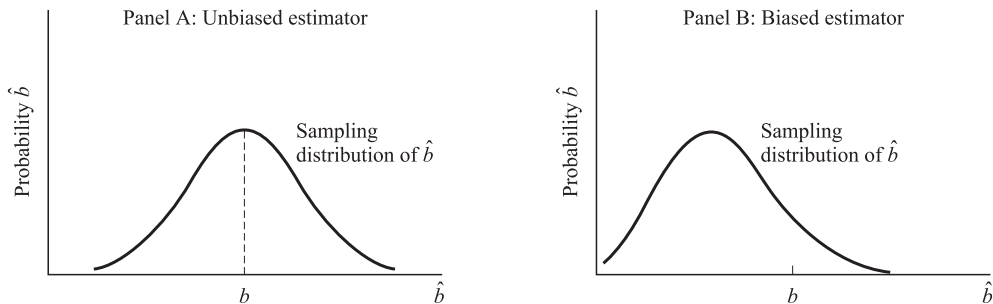 Panel A: Unbiased estimator
Probability b̂
Sampling
distribution of b̂
b
b̂
Panel B: Biased estimator
Probability b̂
Sampling
distribution of b̂
b
b̂